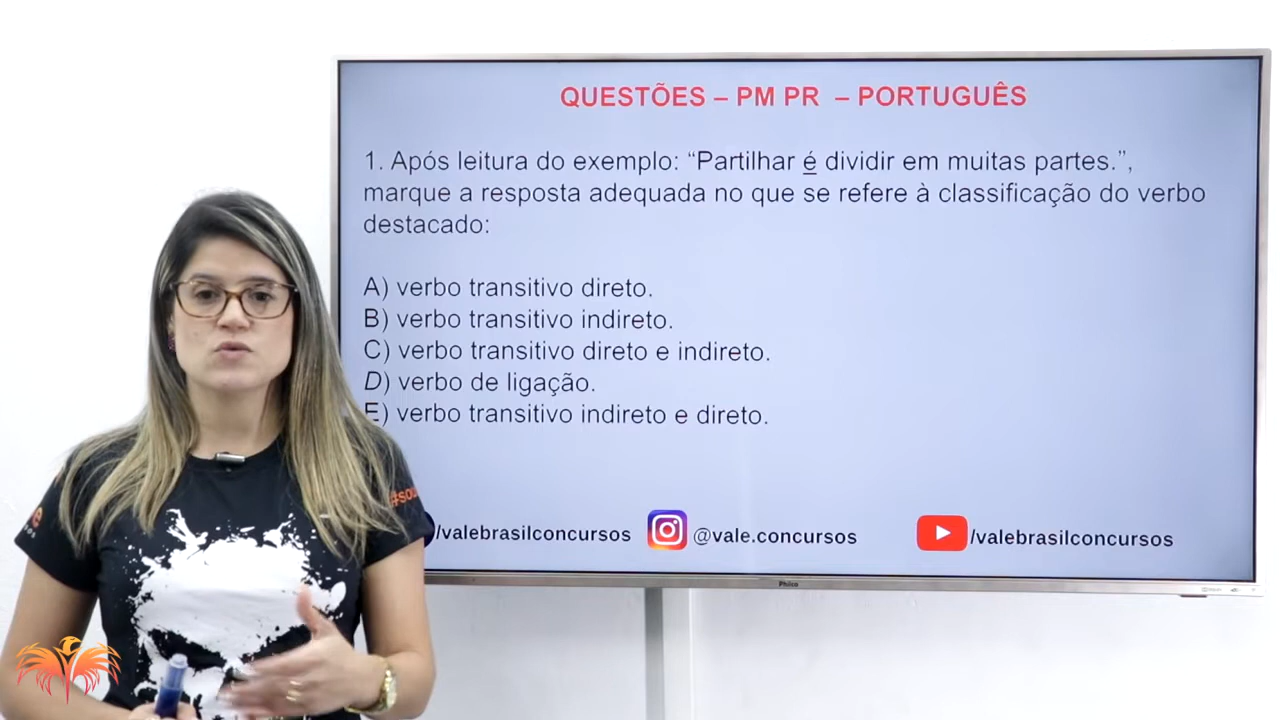 QUESTÕES – PM PR – PORTUGUÊS
1. Após leitura do exemplo: “Partilhar é dividir em muitas partes.”,
marque a resposta adequada no que se refere à classificação do verbo
destacado:
A) verbo transitivo direto.
B) verbo transitivo indireto.
C) verbo transitivo direto e indireto.
D) verbo de ligação.
E) verbo transitivo indireto e direto.
/valebrasilconcursos
@vale.concursos
/valebrasilconcursos
Philco